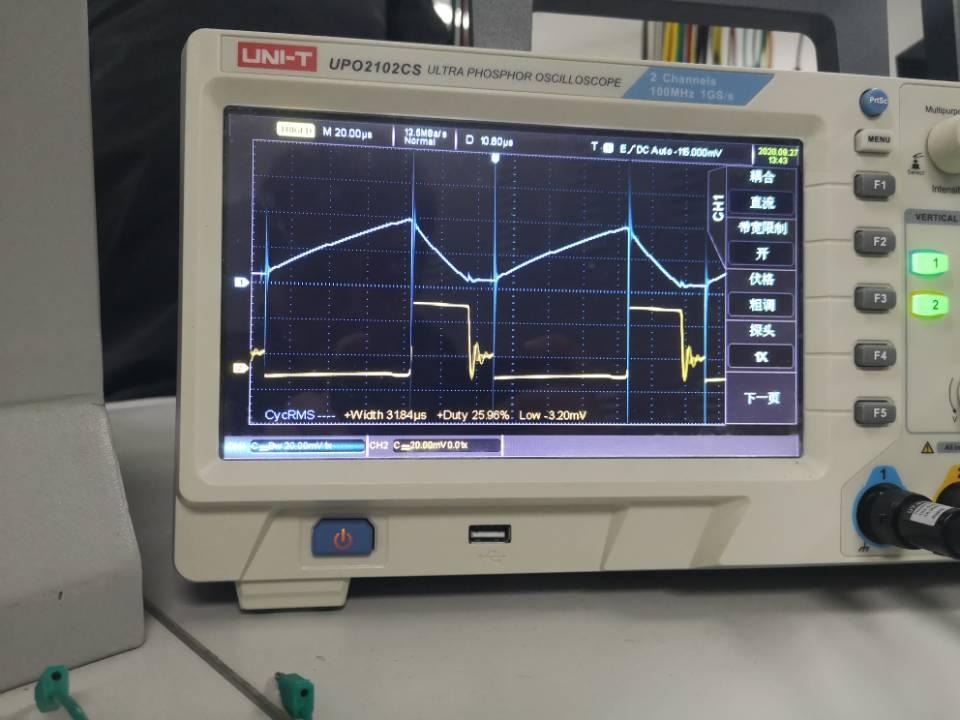 UNI-T UPO2102CS ULTRA PHOSPHOR OSCILLOSCOPE
2 Channels
100MHz 1GS/s
TRIGED M 20.00μs
12.5MSa/s
Normal
D 10.80μs
T E DC Auto -115.000mV
2020.09.27
13:43
PrtSc
MENU
F1
F2
F3
F4
F5
CH1
耦合
直流
带宽限制
开
伏格
粗调
探头
1X
下一页
CycRMS ---- +Width 31.84μs +Duty 25.96% Low -3.20mV
20.00mV 1x CH2 20.00mV 0.01x
Multipurpose
Select
VERTICAL
1
2
1